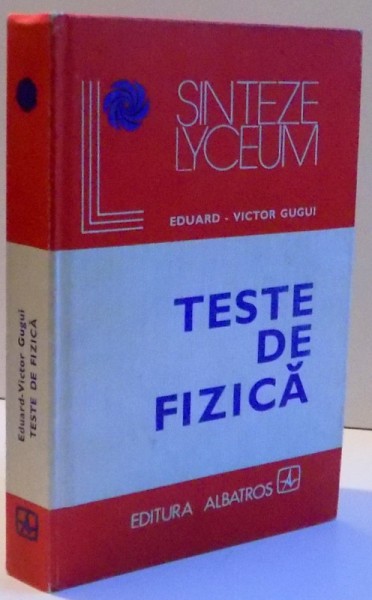 SINTEZE
LYCEUM
EDUARD - VICTOR GUGUI
TESTE
DE
FIZICĂ
EDITURA ALBATROS
Eduard-Victor Gugui
TESTE DE FIZICĂ